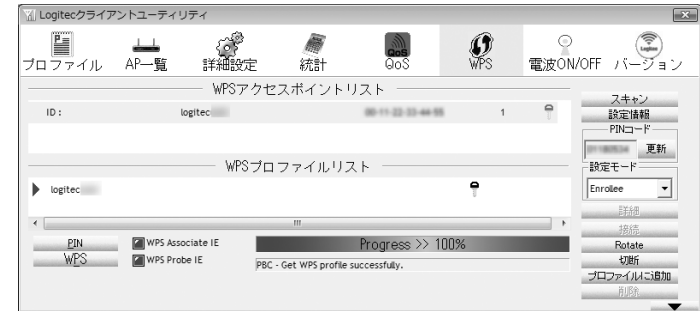 Logitecクライアントユーティリティ
プロファイル AP一覧 詳細設定 統計 QoS WPS 電波ON/OFF バージョン
WPSアクセスポイントリスト
ID : logitec 1
WPSプロファイルリスト
logitec
PIN
WPS
WPS Associate IE
WPS Probe IE
Progress >> 100%
PBC - Get WPS profile successfully.
スキャン
設定情報
PINコード
更新
設定モード
Enrollee
詳細
接続
Rotate
切断
プロファイルに追加
削除